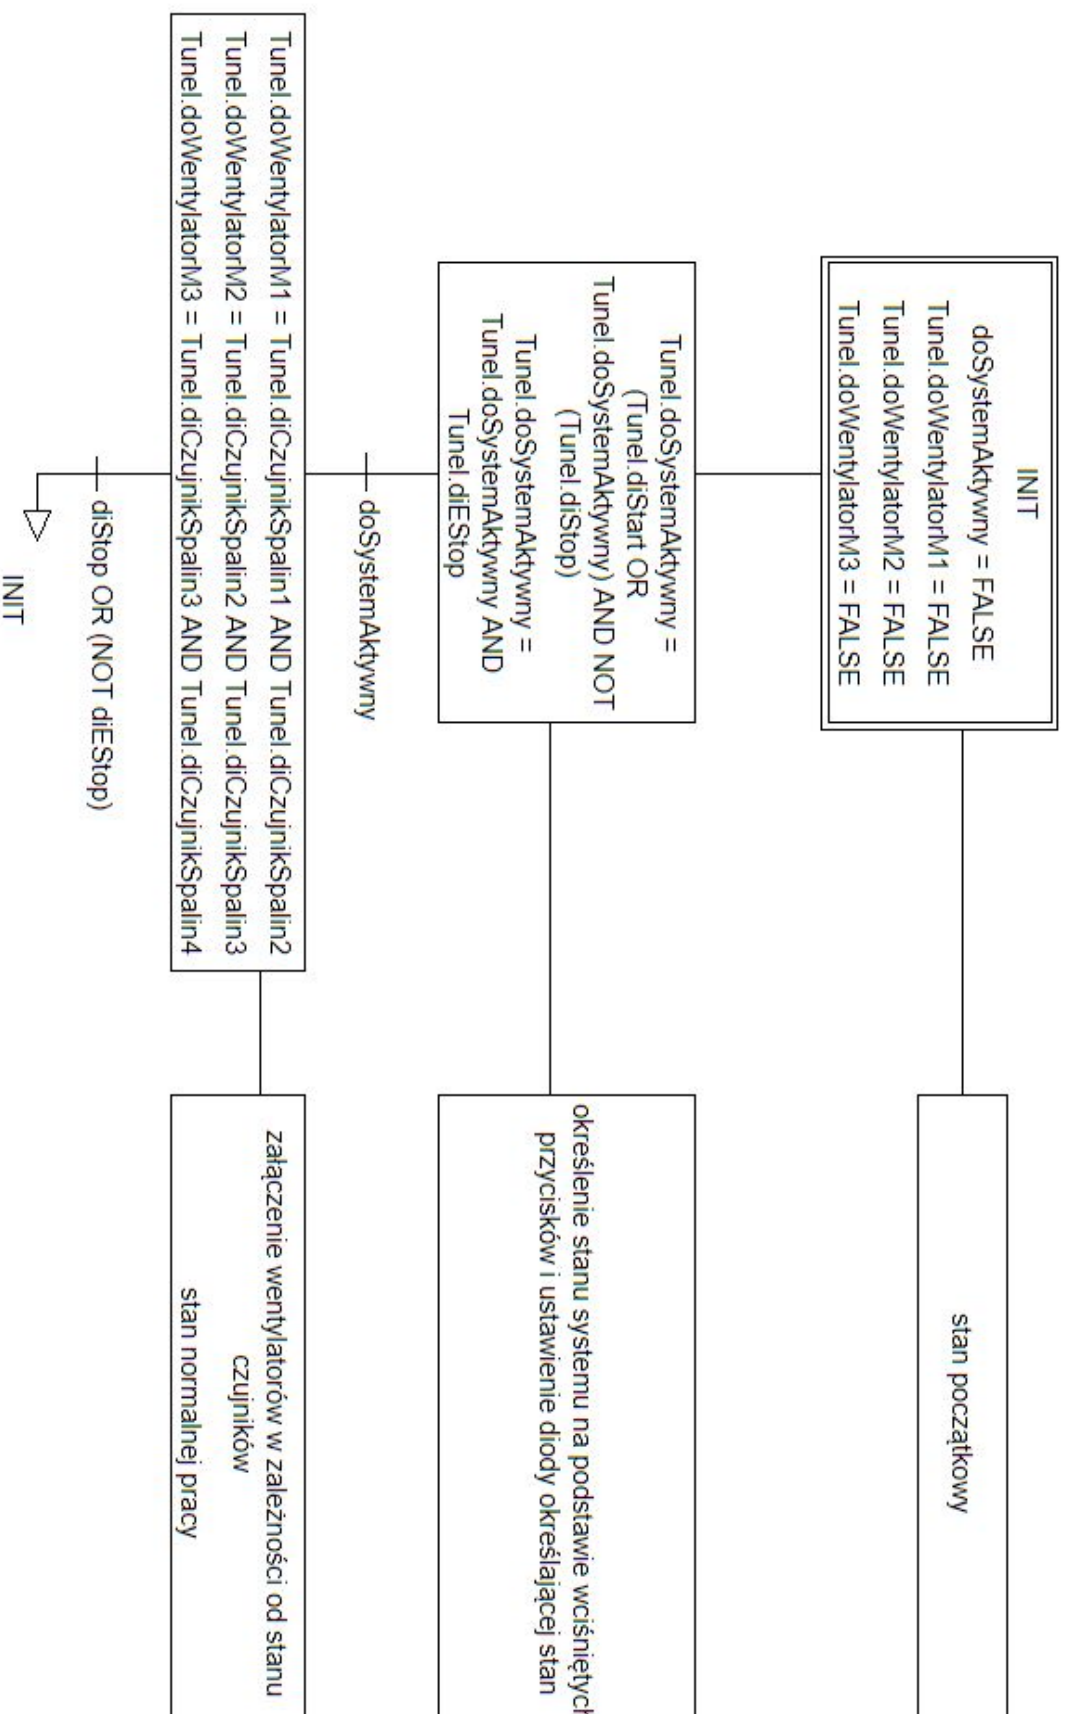 INIT
doSystemAktywny = FALSE
Tunel.doWentylatorM1 = FALSE
Tunel.doWentylatorM2 = FALSE
Tunel.doWentylatorM3 = FALSE
stan początkowy
Tunel.doSystemAktywny =
(Tunel.diStart OR
Tunel.doSystemAktywny) AND NOT
(Tunel.diStop)
Tunel.doSystemAktywny =
Tunel.doSystemAktywny AND
Tunel.diEStop
określenie stanu systemu na podstawie wciśniętych
przycisków i ustawienie diody określającej stan
doSystemAktywny
Tunel.doWentylatorM1 = Tunel.diCzujnikSpalin1 AND Tunel.diCzujnikSpalin2
Tunel.doWentylatorM2 = Tunel.diCzujnikSpalin2 AND Tunel.diCzujnikSpalin3
Tunel.doWentylatorM3 = Tunel.diCzujnikSpalin3 AND Tunel.diCzujnikSpalin4
załączenie wentylatorów w zależności od stanu
czujników
stan normalnej pracy
diStop OR (NOT diEStop)
INIT